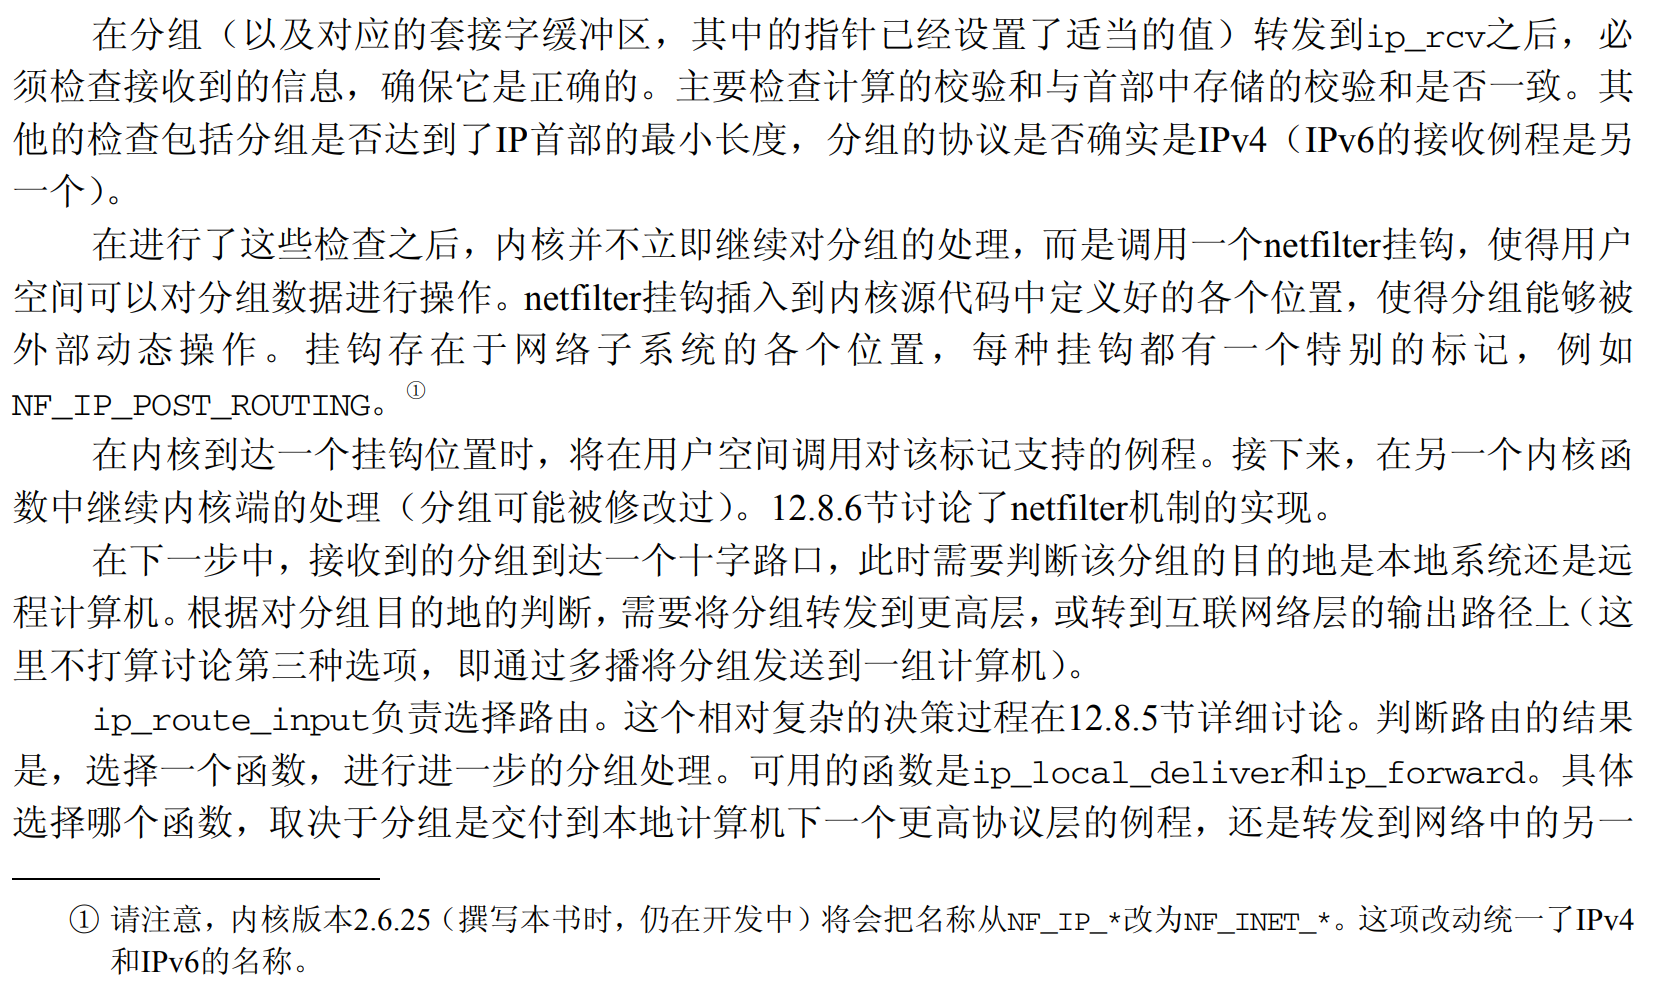 在分组（以及对应的套接字缓冲区，其中的指针已经设置了适当的值）转发到ip_rcv之后，必
须检查接收到的信息，确保它是正确的。主要检查计算的校验和与首部中存储的校验和是否一致。其
他的检查包括分组是否达到了IP首部的最小长度，分组的协议是否确实是IPv4（IPv6的接收例程是另
一个）。
在进行了这些检查之后，内核并不立即继续对分组的处理，而是调用一个netfilter挂钩，使得用户
空间可以对分组数据进行操作。netfilter挂钩插入到内核源代码中定义好的各个位置，使得分组能够被
外部动态操作。挂钩存在于网络子系统的各个位置，每种挂钩都有一个特别的标记，例如
NF_IP_POST_ROUTING。①
在内核到达一个挂钩位置时，将在用户空间调用对该标记支持的例程。接下来，在另一个内核函
数中继续内核端的处理（分组可能被修改过）。12.8.6节讨论了netfilter机制的实现。
在下一步中，接收到的分组到达一个十字路口，此时需要判断该分组的目的地是本地系统还是远
程计算机。根据对分组目的地的判断，需要将分组转发到更高层，或转到互联网络层的输出路径上（这
里不打算讨论第三种选项，即通过多播将分组发送到一组计算机）。
ip_route_input负责选择路由。这个相对复杂的决策过程在12.8.5节详细讨论。判断路由的结果
是，选择一个函数，进行进一步的分组处理。可用的函数是ip_local_deliver和ip_forward。具体
选择哪个函数，取决于分组是交付到本地计算机下一个更高协议层的例程，还是转发到网络中的另一
① 请注意，内核版本2.6.25（撰写本书时，仍在开发中）将会把名称从NF_IP_*改为NF_INET_*。这项改动统一了IPv4
和IPv6的名称。